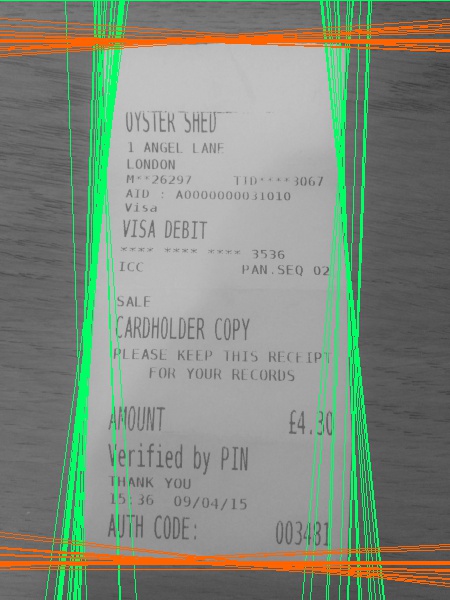 OYSTER SHED
1 ANGEL LANE
LONDON
M**26297 TID****3067
AID : A0000000031010
Visa
VISA DEBIT
**** **** **** 3536
ICC PAN.SEQ 02
SALE
CARDHOLDER COPY
PLEASE KEEP THIS RECEIPT
FOR YOUR RECORDS
AMOUNT £4.30
Verified by PIN
THANK YOU
15:36 09/04/15
AUTH CODE: 003481